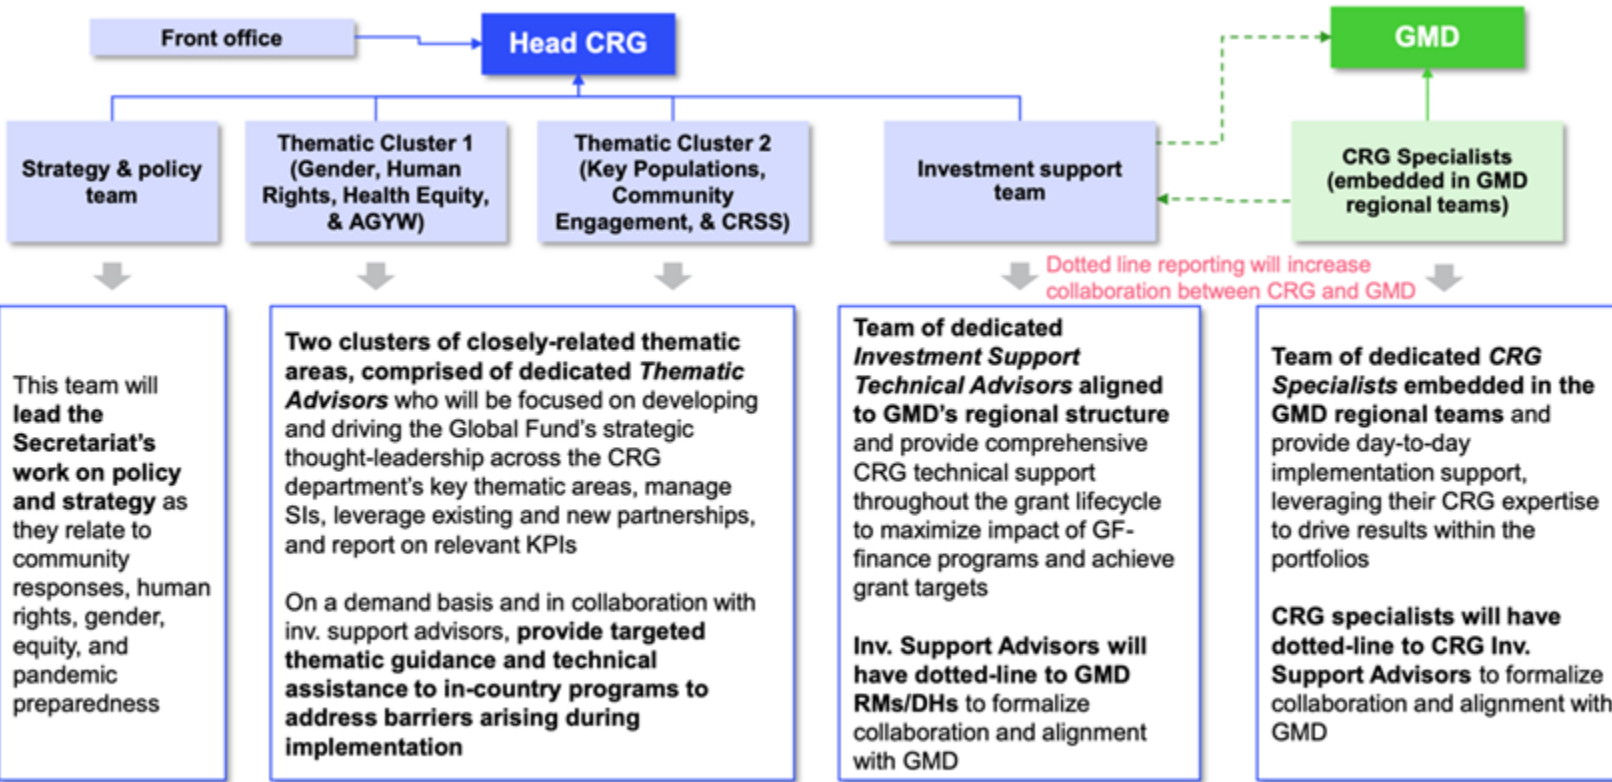 Front office
Head CRG
GMD
Strategy & policy
team
Thematic Cluster 1
(Gender, Human
Rights, Health Equity,
& AGYW)
Thematic Cluster 2
(Key Populations,
Community
Engagement, & CRSS)
Investment support
team
CRG Specialists
(embedded in GMD
regional teams)
Dotted line reporting will increase
collaboration between CRG and GMD
This team will
lead the
Secretariat's
work on policy
and strategy as
they relate to
community
responses, human
rights, gender,
equity, and
pandemic
preparedness
Two clusters of closely-related thematic
areas, comprised of dedicated Thematic
Advisors who will be focused on developing
and driving the Global Fund's strategic
thought-leadership across the CRG
department's key thematic areas, manage
SIs, leverage existing and new partnerships,
and report on relevant KPIs
On a demand basis and in collaboration with
inv. support advisors, provide targeted
thematic guidance and technical
assistance to in-country programs to
address barriers arising during
implementation
Team of dedicated
Investment Support
Technical Advisors aligned
to GMD's regional structure
and provide comprehensive
CRG technical support
throughout the grant lifecycle
to maximize impact of GF-
finance programs and achieve
grant targets
Inv. Support Advisors will
have dotted-line to GMD
RMs/DHs to formalize
collaboration and alignment
with GMD
Team of dedicated CRG
Specialists embedded in the
GMD regional teams and
provide day-to-day
implementation support,
leveraging their CRG expertise
to drive results within the
portfolios
CRG specialists will have
dotted-line to CRG Inv.
Support Advisors to formalize
collaboration and alignment with
GMD